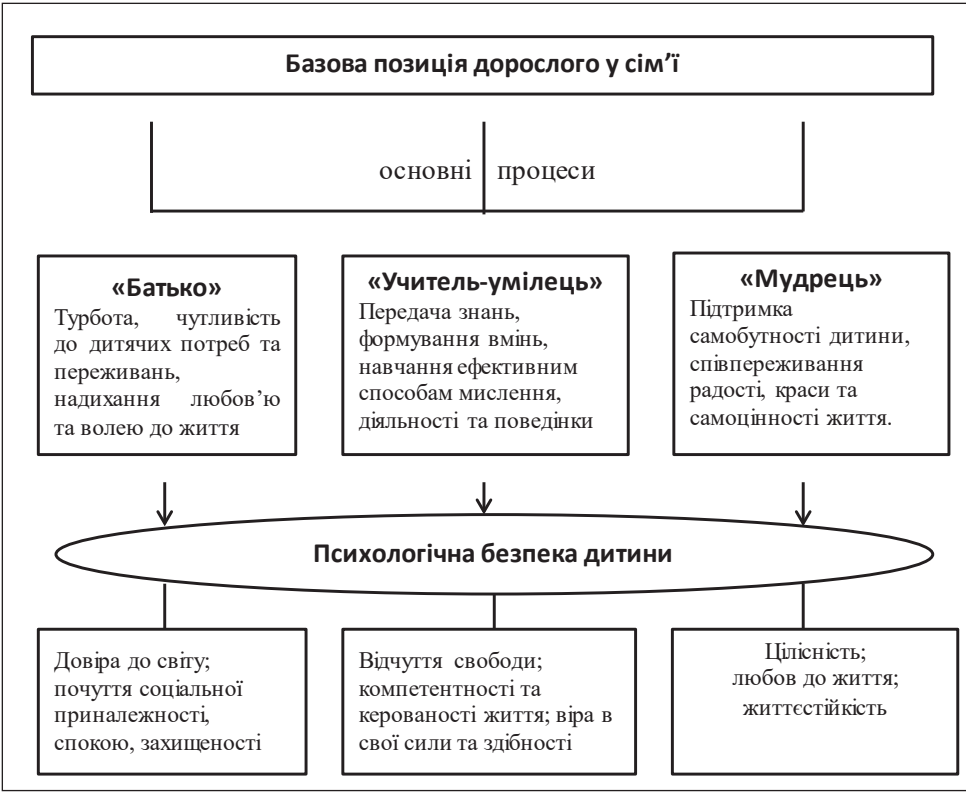 Базова позиція дорослого у сім’ї
основні процеси
«Батько»
Турбота, чутливість
до дитячих потреб та
переживань,
надихання любов’ю
та волею до життя
«Учитель-умілець»
Передача знань,
формування вмінь,
навчання ефективним
способам мислення,
діяльності та поведінки
«Мудрець»
Підтримка
самобутності дитини,
співпереживання
радості, краси та
самоцінності життя.
Психологічна безпека дитини
Довіра до світу;
почуття соціальної
приналежності,
спокою, захищеності
Відчуття свободи;
компетентності та
керованості життя; віра в
свої сили та здібності
Цілісність;
любов до життя;
життєстійкість